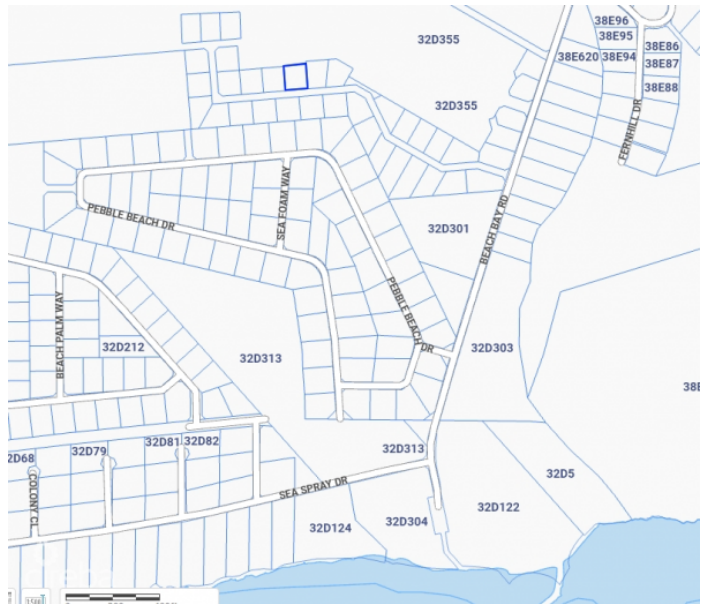 38E96
38E95
32D355
38E620
38E94
38E86
38E87
38E88
32D355
FERNHILL DR
SEA FOAM WAY
PEBBLE BEACH DR
32D301
BEACH BAY RD
PEBBLE BEACH DR
BEACH PALM WAY
32D212
32D313
32D303
32D81
32D82
32D79
32D313
32D5
COLONY CL
SEA SPRAY DR
32D122
32D304
32D124